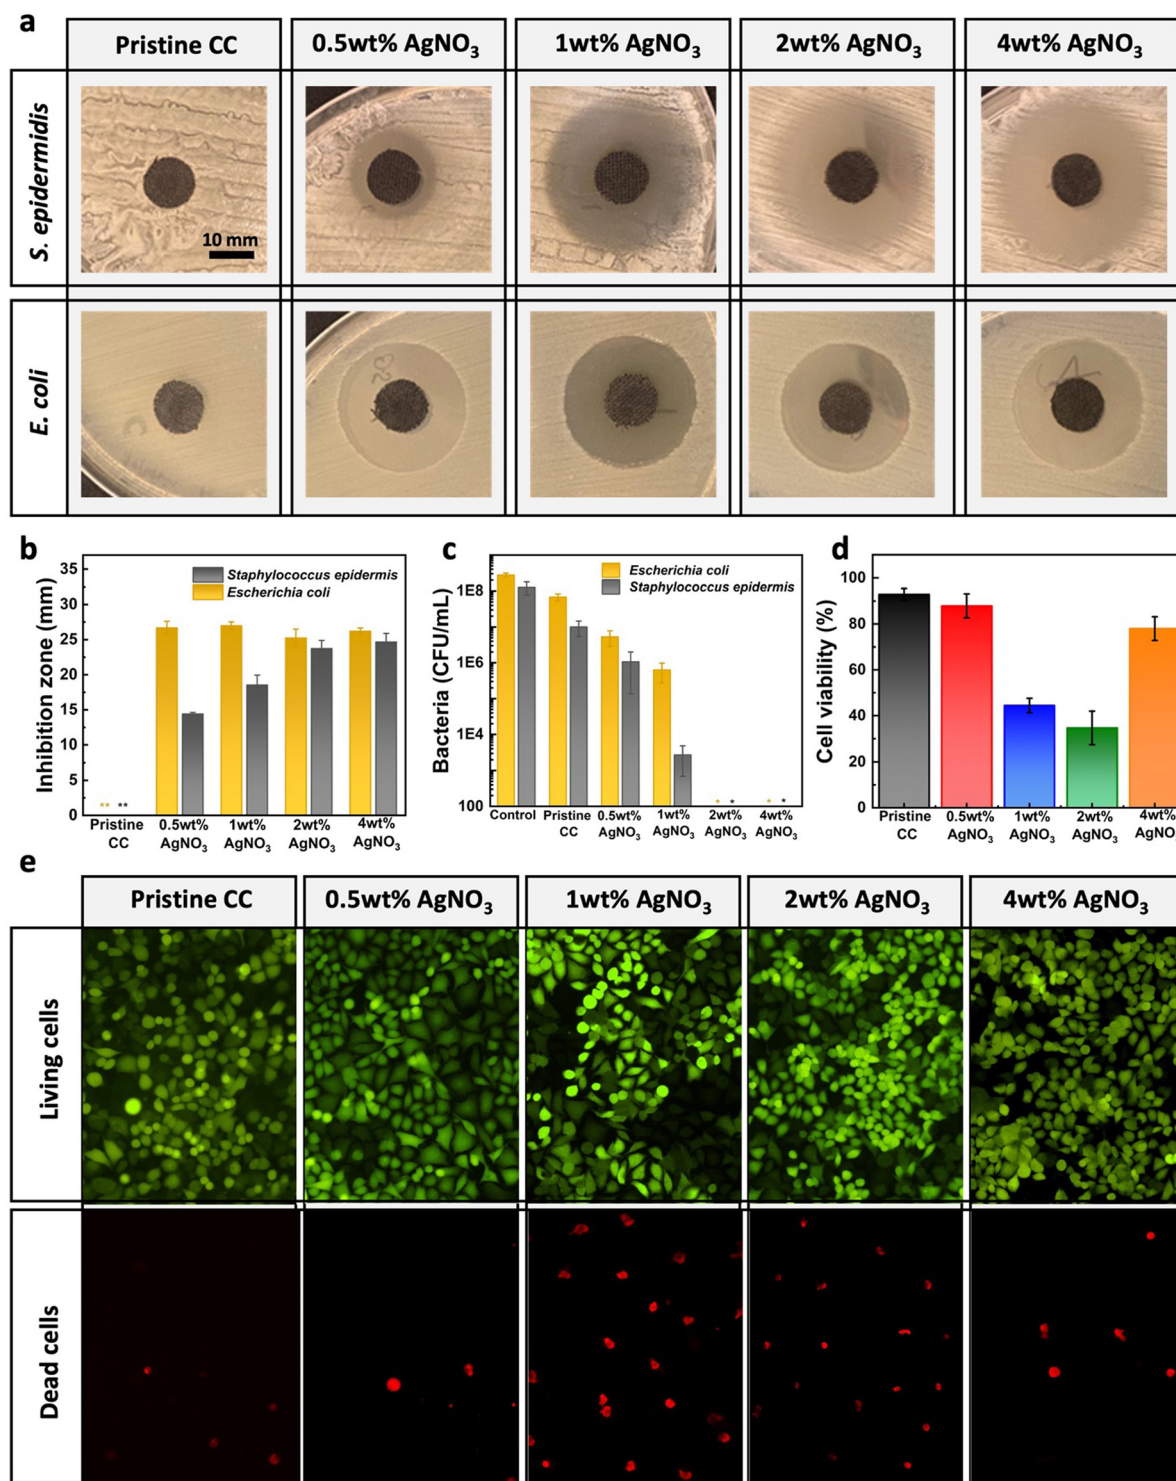 a
Pristine CC
0.5wt% AgNO3
1wt% AgNO3
2wt% AgNO3
4wt% AgNO3
S. epidermidis
10 mm
E. coli
b
Inhibition zone (mm)
35
30
25
20
15
10
5
0
Staphylococcus epidermis
Escherichia coli
** **
Pristine CC
0.5wt% AgNO3
1wt% AgNO3
2wt% AgNO3
4wt% AgNO3
c
Bacteria (CFU/mL)
1E8
1E6
1E4
100
Escherichia coli
Staphylococcus epidermis
* * * *
Control
Pristine CC
0.5wt% AgNO3
1wt% AgNO3
2wt% AgNO3
4wt% AgNO3
d
Cell viability (%)
100
80
60
40
20
0
Pristine CC
0.5wt% AgNO3
1wt% AgNO3
2wt% AgNO3
4wt% AgNO
e
Pristine CC
0.5wt% AgNO3
1wt% AgNO3
2wt% AgNO3
4wt% AgNO3
Living cells
Dead cells